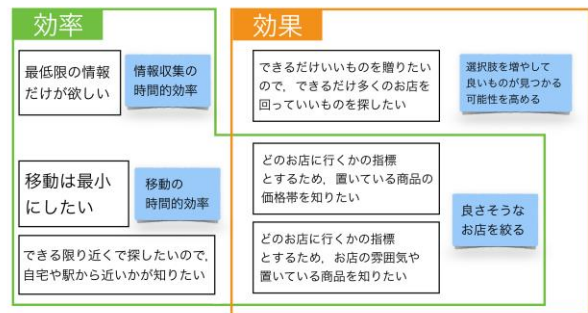 効率
最低限の情報
だけが欲しい
情報収集の
時間的効率
移動は最小
にしたい
移動の
時間的効率
できる限り近くで探したいので,
自宅や駅から近いかが知りたい
効果
できるだけいいものを贈りたい
ので, できるだけ多くのお店を
回っていいものを探したい
選択肢を増やして
良いものが見つかる
可能性を高める
どのお店に行くかの指標
とするため, 置いている商品の
価格帯を知りたい
どのお店に行くかの指標
とするため, お店の雰囲気や
置いている商品を知りたい
良さそうな
お店を絞る